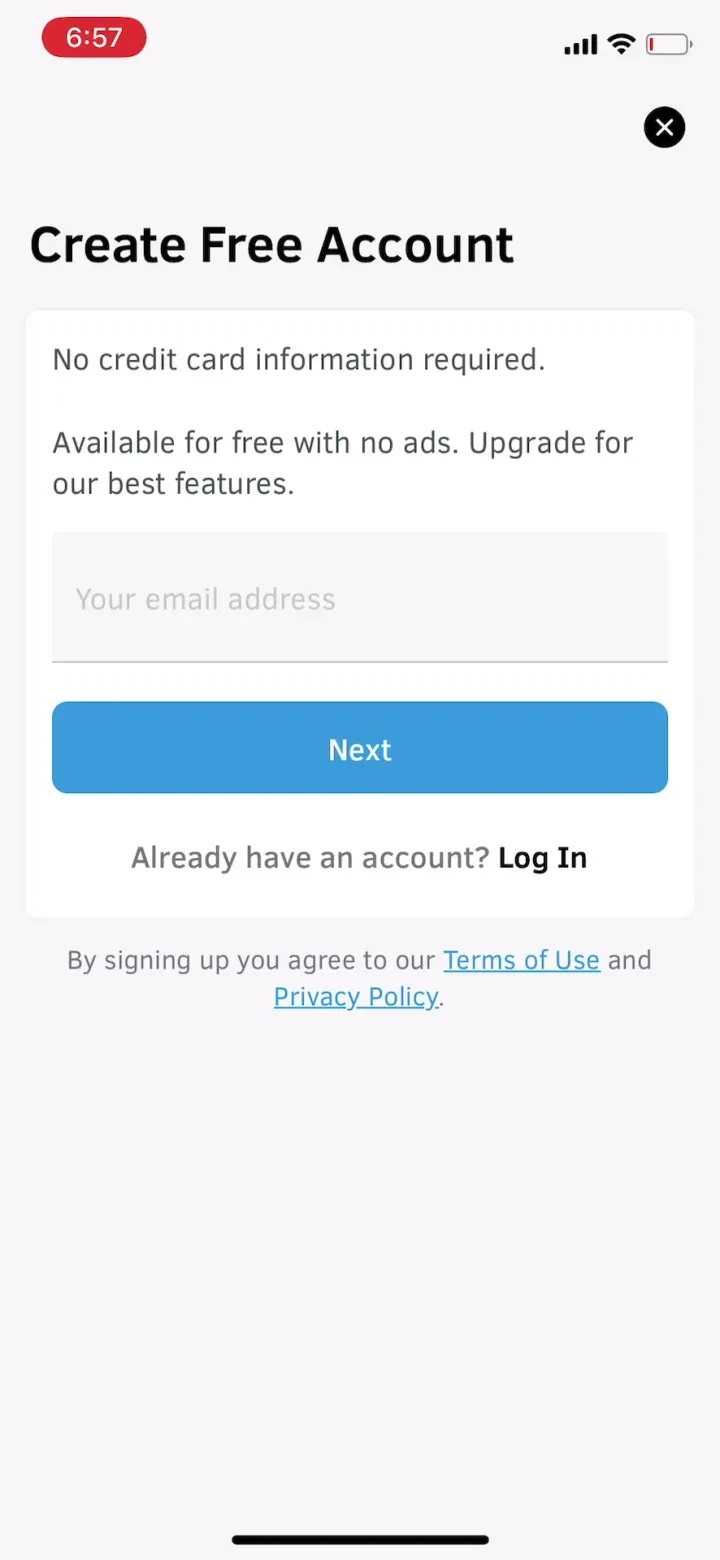 6:57
Create Free Account
No credit card information required.
Available for free with no ads. Upgrade for
our best features.
Your email address
Next
Already have an account? Log In
By signing up you agree to our Terms of Use and
Privacy Policy.